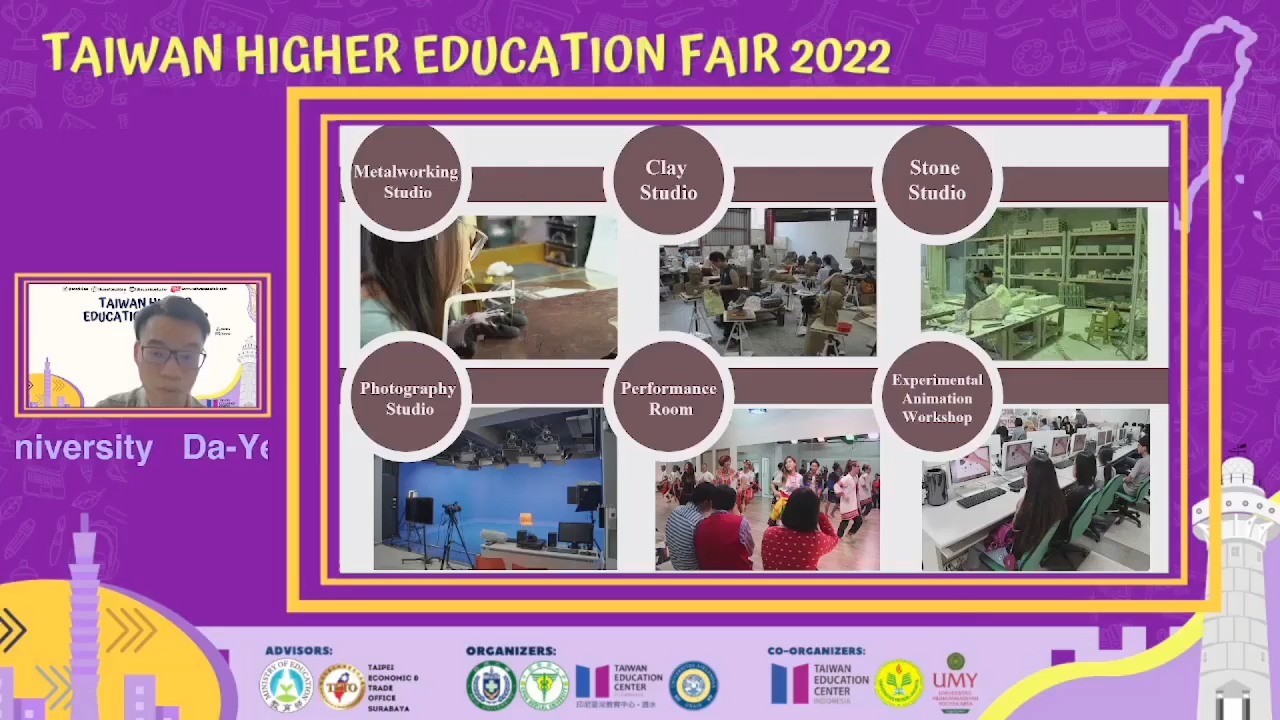 TAIWAN HIGHER EDUCATION FAIR 2022
Metalworking
Studio
Clay
Studio
Stone
Studio
Photography
Studio
Performance
Room
Experimental
Animation
Workshop
TAIWAN
EDUCATION
niversity Da-Ye
ADVISORS:
TAIPEI
ECONOMIC &
TRADE
OFFICE
SURABAYA
ORGANIZERS:
TAIWAN
EDUCATION
CENTER
CO-ORGANIZERS:
TAIWAN
EDUCATION
CENTER
INDONESIA
UMY